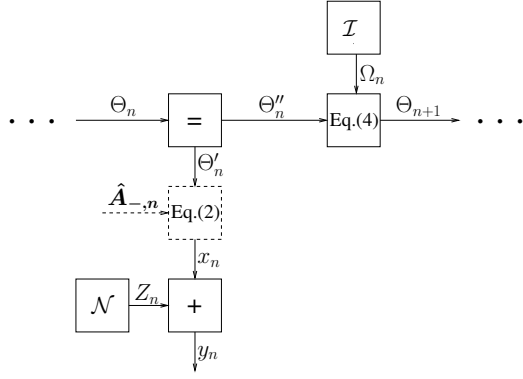 ℐ
Ω_n
. . . Θ_n = Θ″_n Eq.(4) Θ_{n+1} . . .
Θ′_n
Â_{−,n} Eq.(2)
x_n
𝒩 Z_n +
y_n